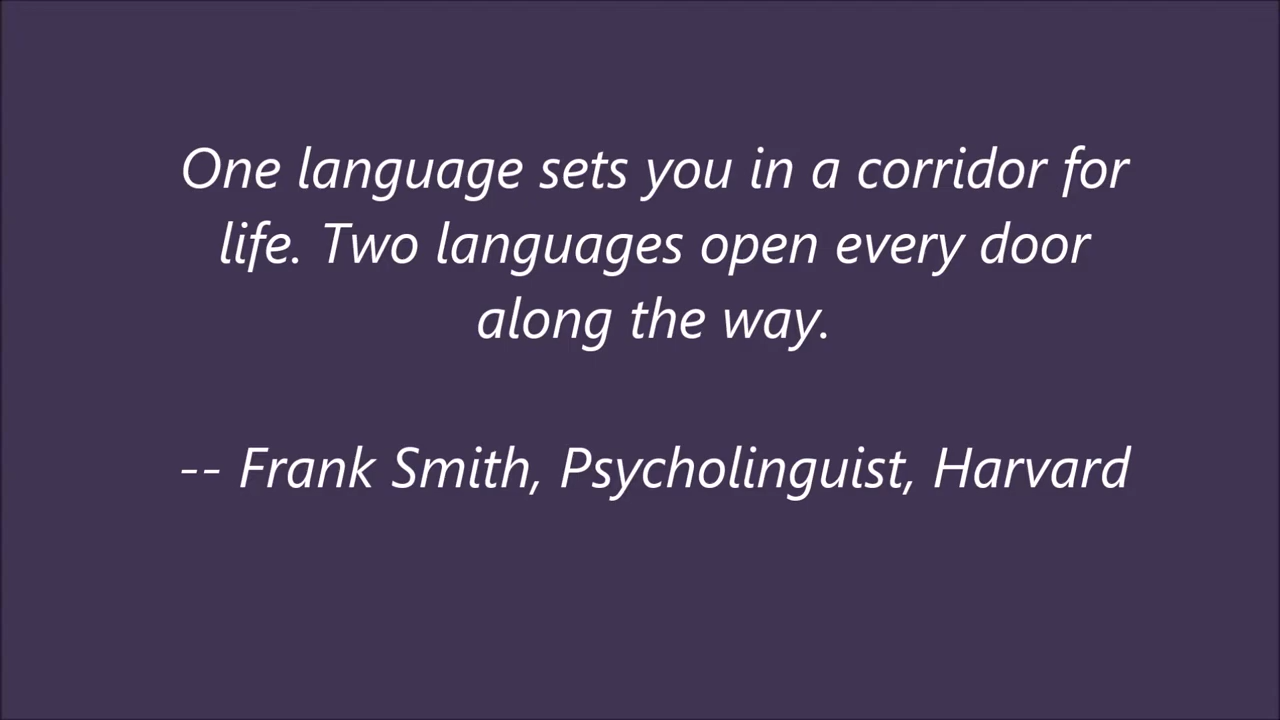 One language sets you in a corridor for
life. Two languages open every door
along the way.
-- Frank Smith, Psycholinguist, Harvard